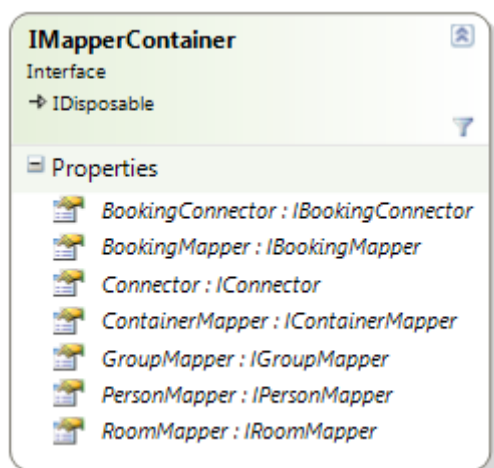 IMapperContainer
Interface
IDisposable
Properties
BookingConnector : IBookingConnector
BookingMapper : IBookingMapper
Connector : IConnector
ContainerMapper : IContainerMapper
GroupMapper : IGroupMapper
PersonMapper : IPersonMapper
RoomMapper : IRoomMapper